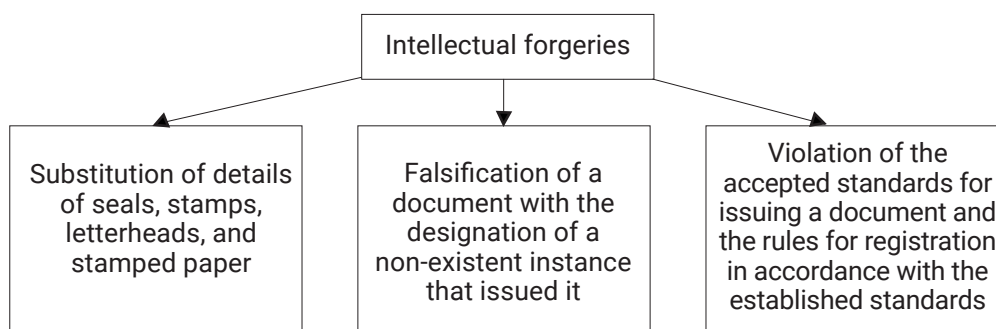 Intellectual forgeries
Substitution of details
of seals, stamps,
letterheads, and
stamped paper
Falsification of a
document with the
designation of a
non-existent instance
that issued it
Violation of the
accepted standards for
issuing a document and
the rules for registration
in accordance with the
established standards